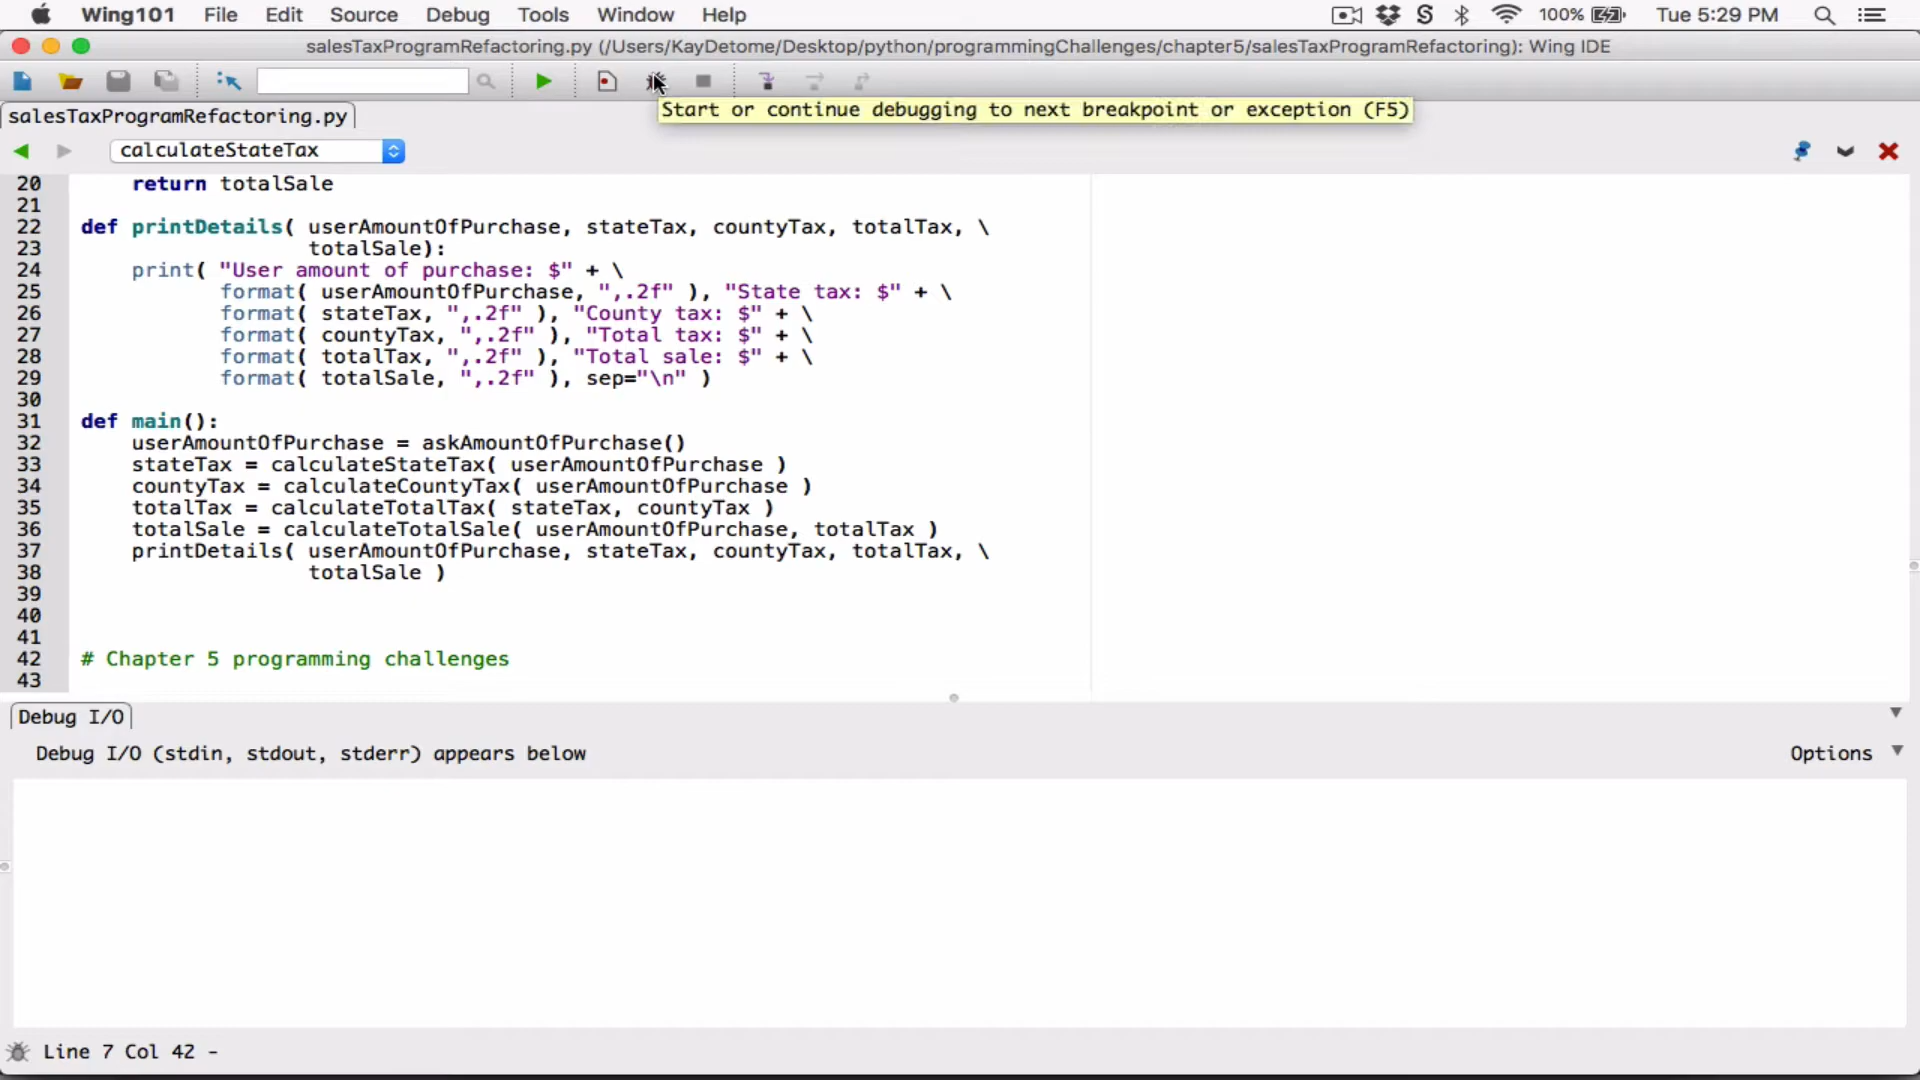 Wing101 File Edit Source Debug Tools Window Help 100% Tue 5:29 PM
salesTaxProgramRefactoring.py (/Users/KayDetome/Desktop/python/programmingChallenges/chapter5/salesTaxProgramRefactoring): Wing IDE
Start or continue debugging to next breakpoint or exception (F5)
salesTaxProgramRefactoring.py
calculateStateTax
20 return totalSale
21
22 def printDetails( userAmountOfPurchase, stateTax, countyTax, totalTax, \
23 totalSale):
24 print( "User amount of purchase: $" + \
25 format( userAmountOfPurchase, ",.2f" ), "State tax: $" + \
26 format( stateTax, ",.2f" ), "County tax: $" + \
27 format( countyTax, ",.2f" ), "Total tax: $" + \
28 format( totalTax, ",.2f" ), "Total sale: $" + \
29 format( totalSale, ",.2f" ), sep="\n" )
30
31 def main():
32 userAmountOfPurchase = askAmountOfPurchase()
33 stateTax = calculateStateTax( userAmountOfPurchase )
34 countyTax = calculateCountyTax( userAmountOfPurchase )
35 totalTax = calculateTotalTax( stateTax, countyTax )
36 totalSale = calculateTotalSale( userAmountOfPurchase, totalTax )
37 printDetails( userAmountOfPurchase, stateTax, countyTax, totalTax, \
38 totalSale )
39
40
41
42 # Chapter 5 programming challenges
43
Debug I/O
Debug I/O (stdin, stdout, stderr) appears below Options
Line 7 Col 42 -